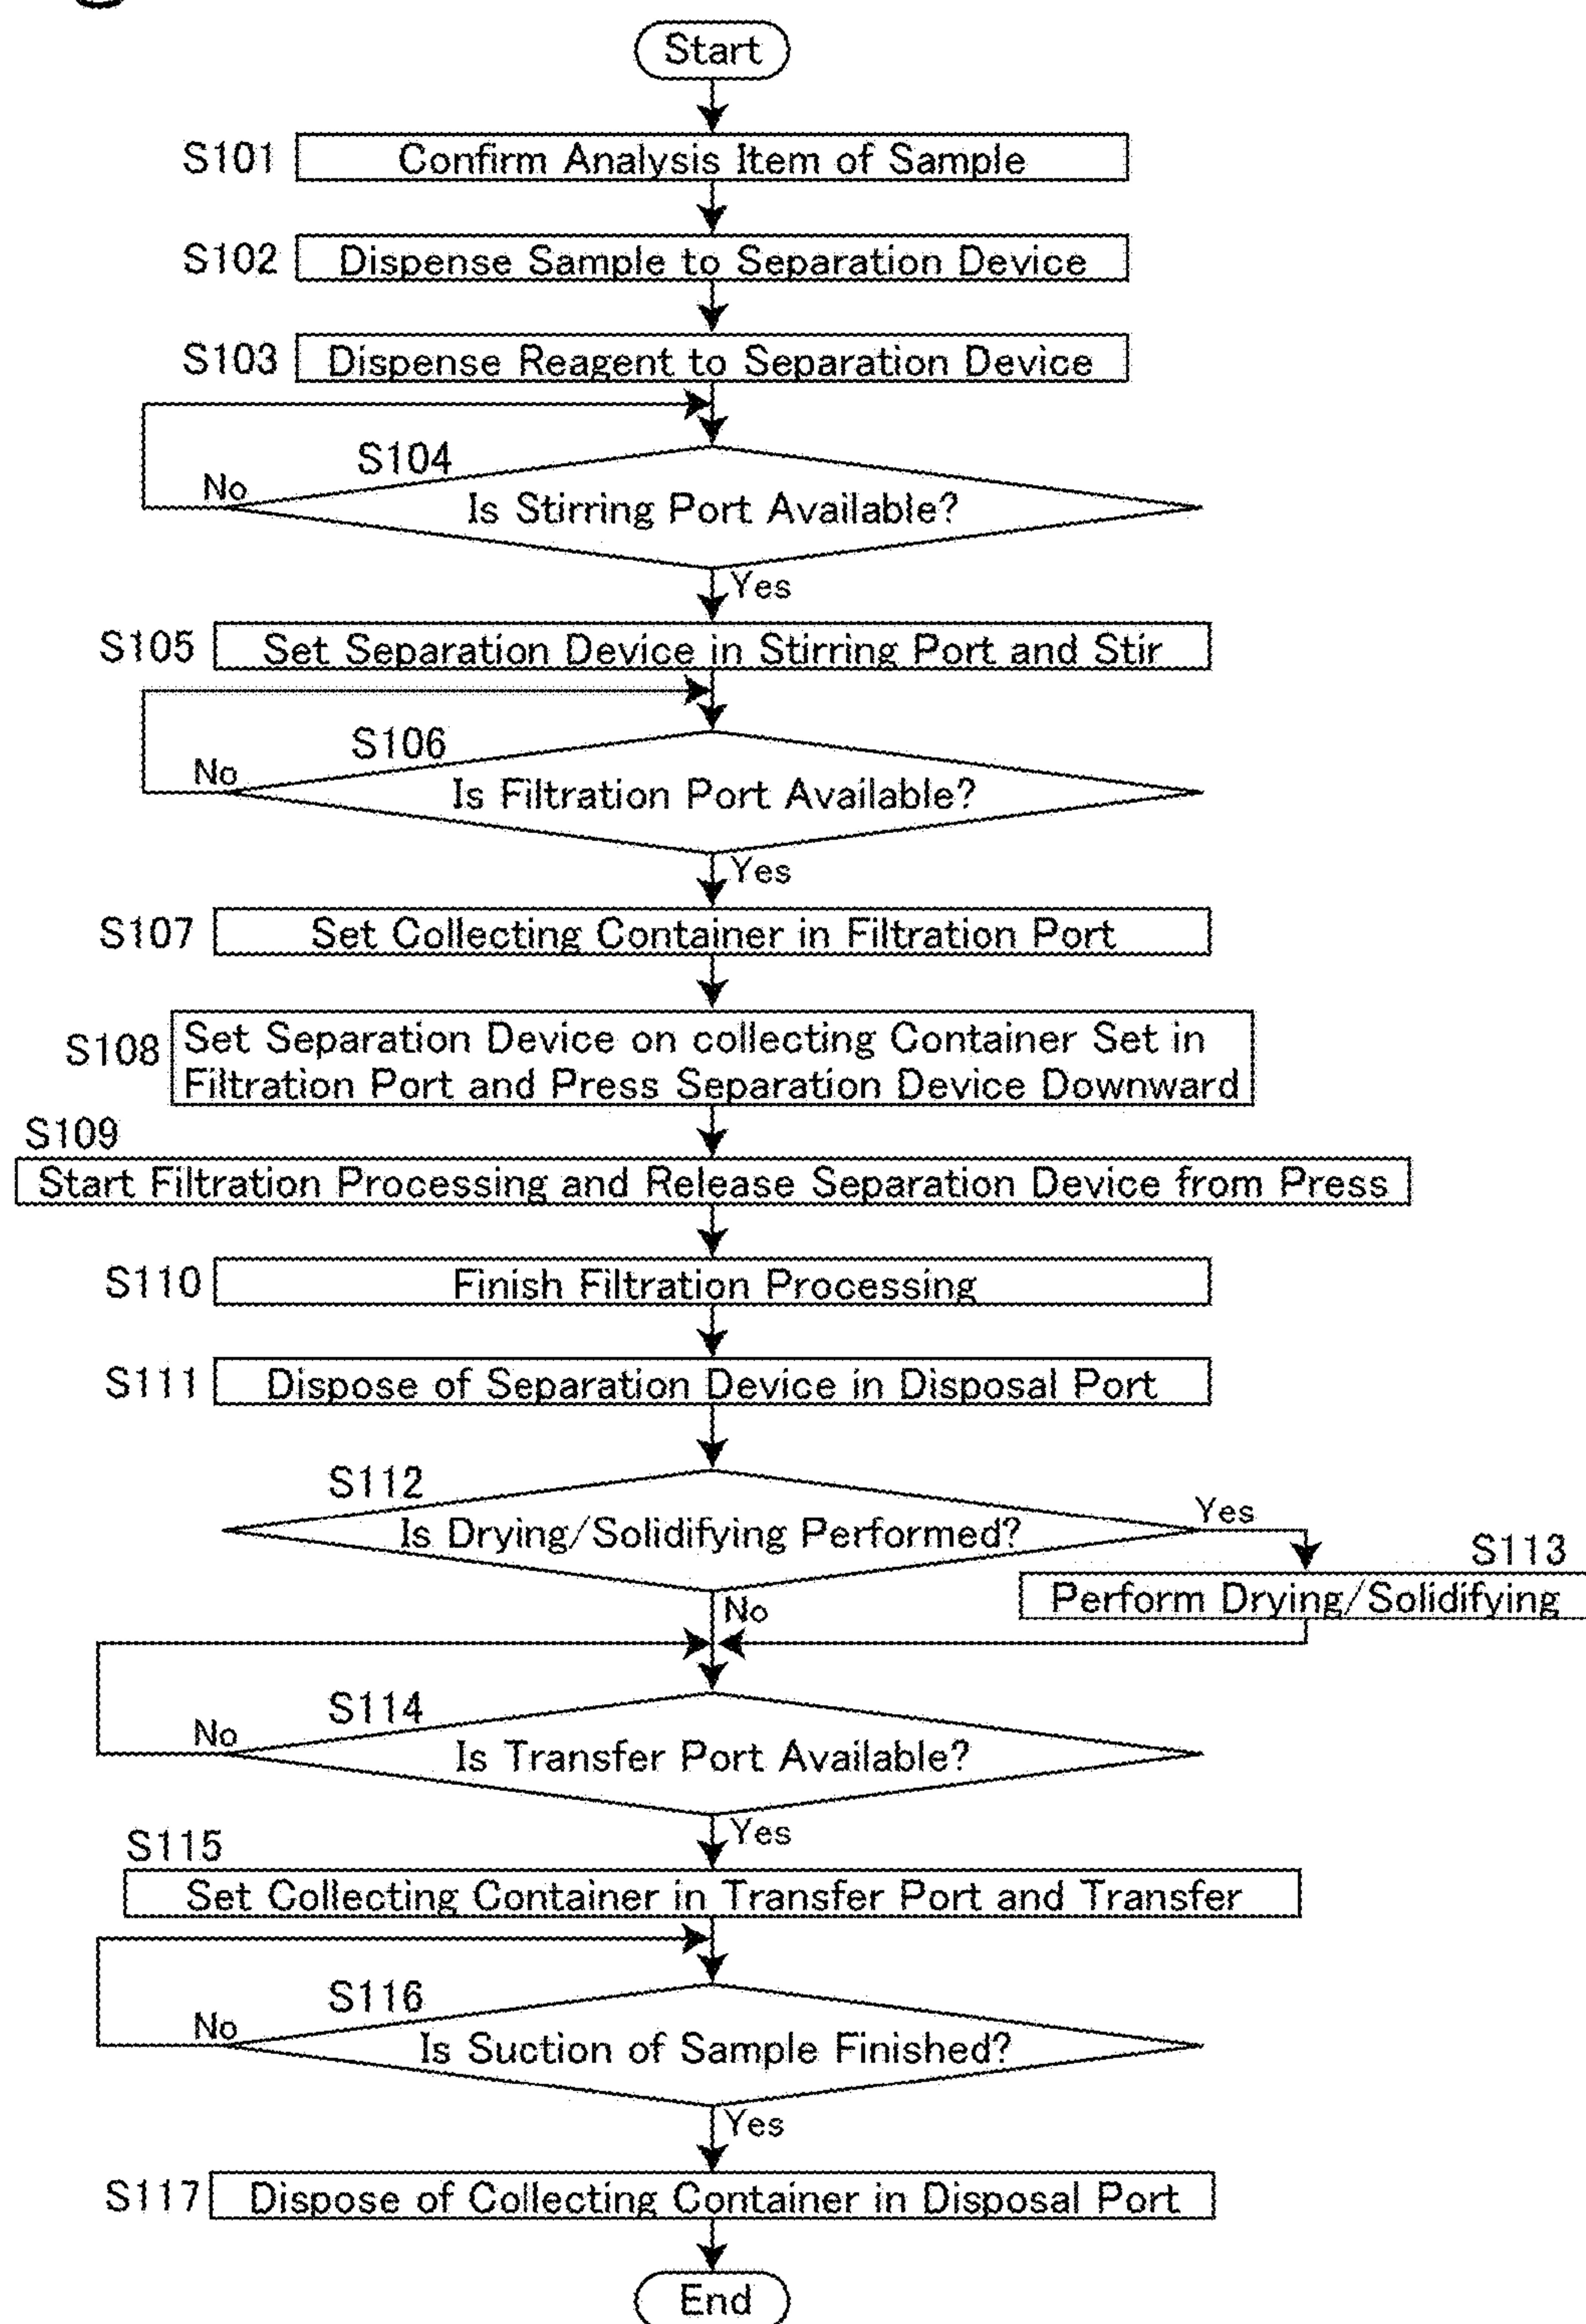 Start
S101 Confirm Analysis Item of Sample
S102 Dispense Sample to Separation Device
S103 Dispense Reagent to Separation Device
S104
No
Is Stirring Port Available?
Yes
S105 Set Separation Device in Stirring Port and Stir
S106
No
Is Filtration Port Available?
Yes
S107 Set Collecting Container in Filtration Port
S108 Set Separation Device on collecting Container Set in
Filtration Port and Press Separation Device Downward
S109
Start Filtration Processing and Release Separation Device from Press
S110 Finish Filtration Processing
S111 Dispose of Separation Device in Disposal Port
S112
Is Drying/Solidifying Performed?
Yes
S113
Perform Drying/Solidifying
No
S114
No
Is Transfer Port Available?
Yes
S115
Set Collecting Container in Transfer Port and Transfer
S116
No
Is Suction of Sample Finished?
Yes
S117 Dispose of Collecting Container in Disposal Port
End